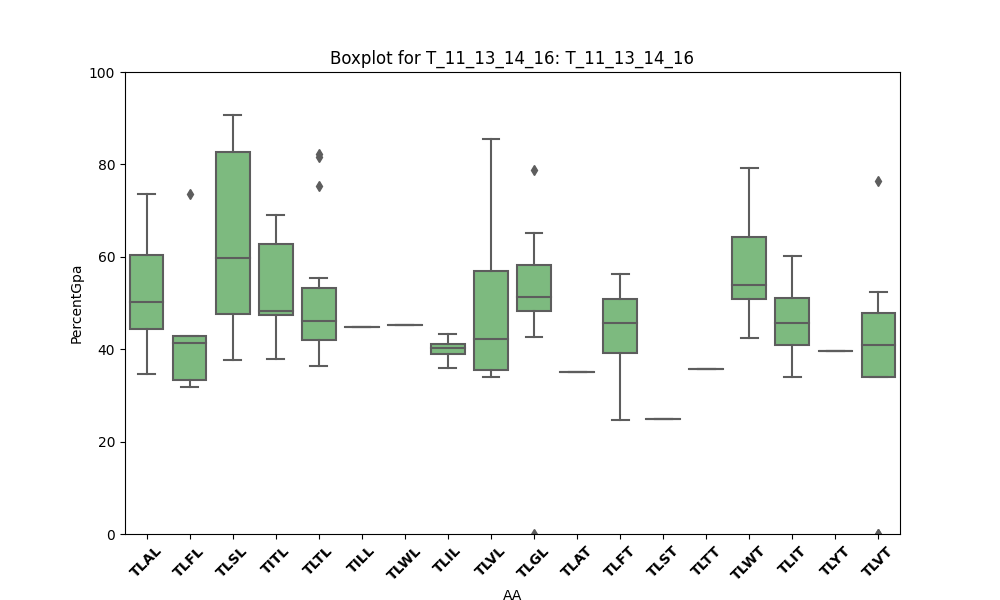 Boxplot for T_11_13_14_16: T_11_13_14_16
PercentGpa
100
80
60
40
20
0
TLAL TLFL TLSL TITL TLTL TILL TLWL TLIL TLVL TLGL TLAT TLFT TLST TLTT TLWT TLIT TLYT TLVT
AA